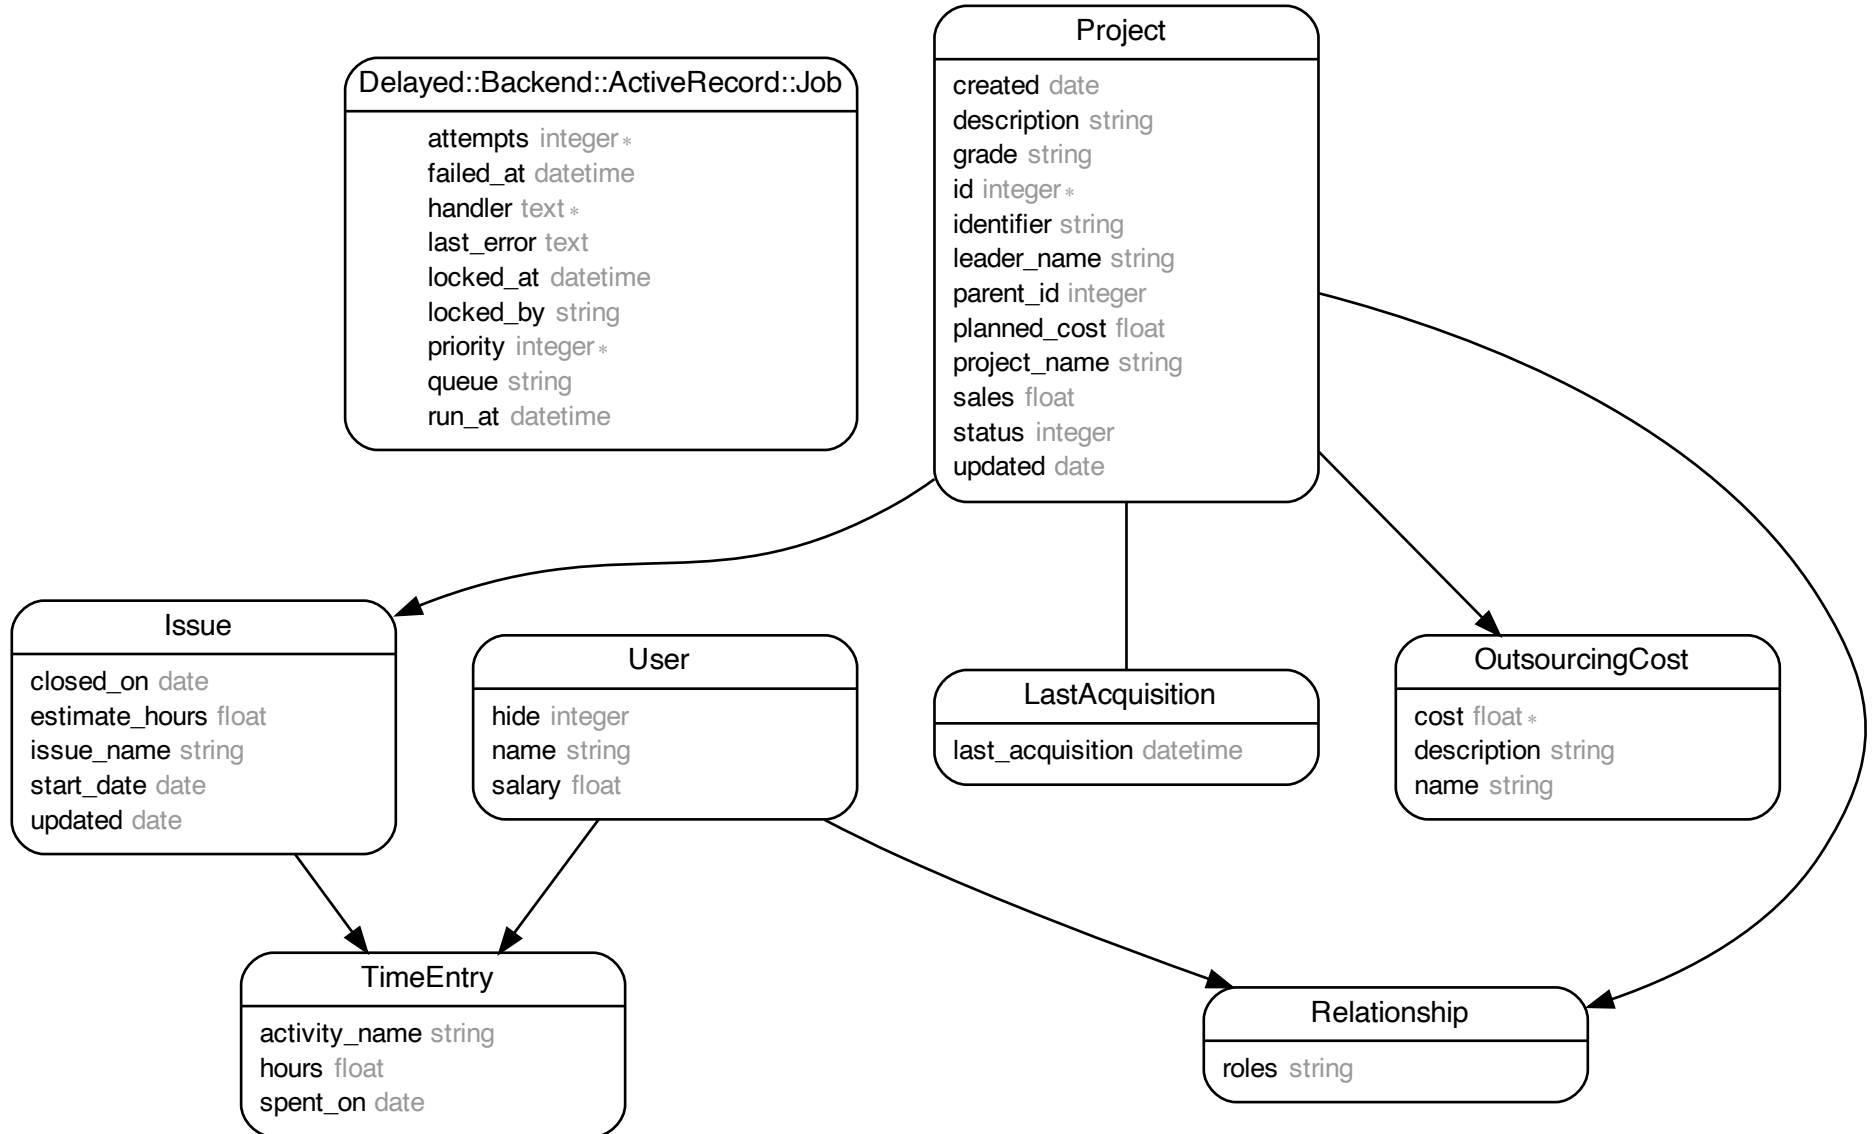 Delayed::Backend::ActiveRecord::Job
attempts integer *
failed_at datetime
handler text *
last_error text
locked_at datetime
locked_by string
priority integer *
queue string
run_at datetime
Project
created date
description string
grade string
id integer *
identifier string
leader_name string
parent_id integer
planned_cost float
project_name string
sales float
status integer
updated date
Issue
closed_on date
estimate_hours float
issue_name string
start_date date
updated date
User
hide integer
name string
salary float
LastAcquisition
last_acquisition datetime
OutsourcingCost
cost float *
description string
name string
TimeEntry
activity_name string
hours float
spent_on date
Relationship
roles string